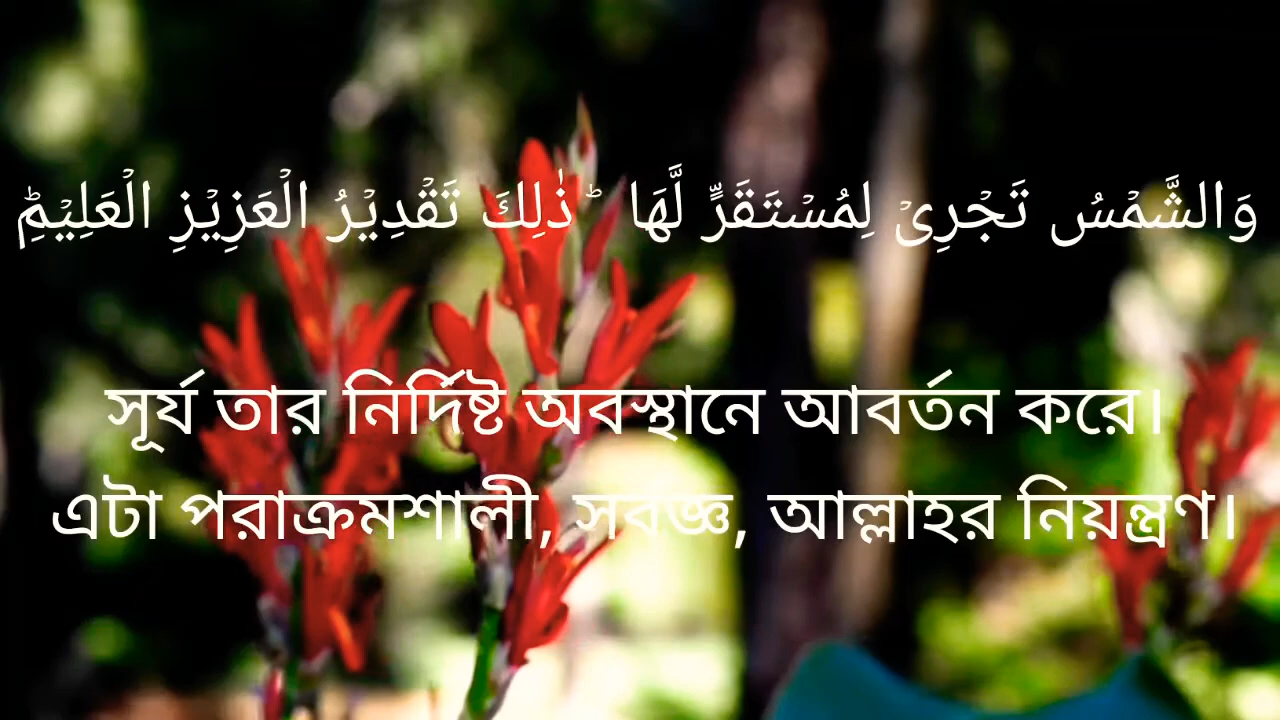 وَالشَّمۡسُ تَجۡرِىۡ لِمُسۡتَقَرٍّ لَّهَا ؕ ذٰلِكَ تَقۡدِيۡرُ الۡعَزِيۡزِ الۡعَلِيۡمِؕ
সূর্য তার নির্দিষ্ট অবস্থানে আবর্তন করে।
এটা পরাক্রমশালী, সর্বজ্ঞ, আল্লাহর নিয়ন্ত্রণ।